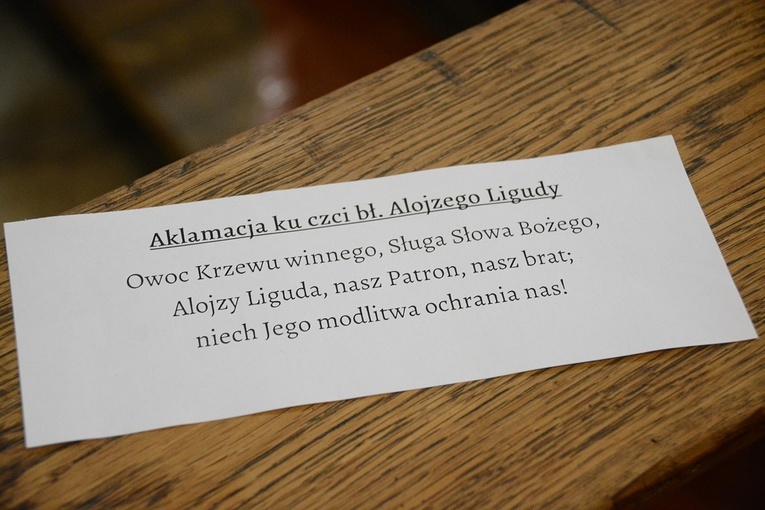 Aklamacja ku czci bł. Alojzego Ligudy
Owoc Krzewu winnego, Sługa Słowa Bożego,
Alojzy Liguda, nasz Patron, nasz brat;
niech Jego modlitwa ochrania nas!